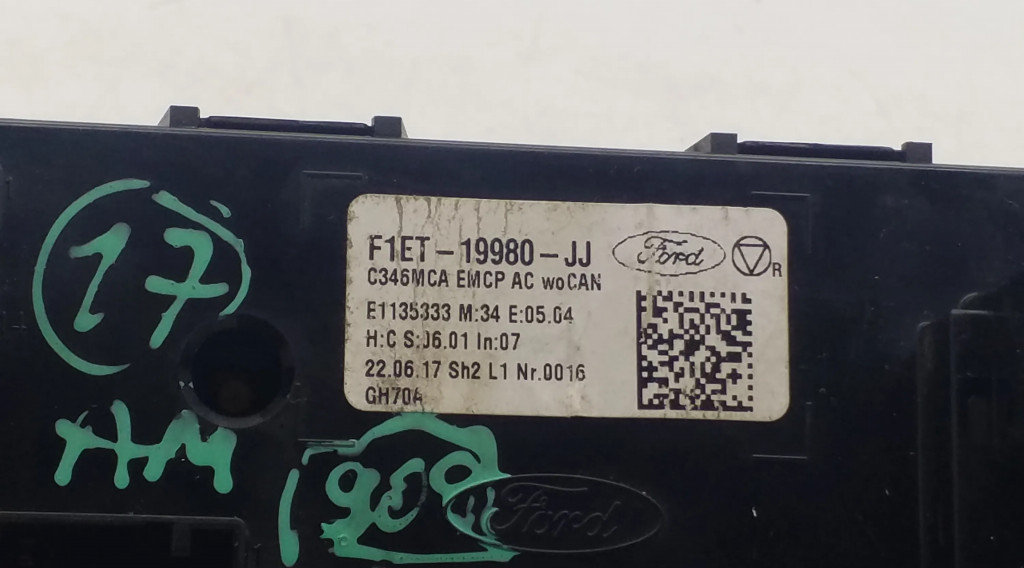 F1ET-19980-JJ
Ford
R
C346MCA EMCP AC woCAN
E1135333 M:34 E:05.04
H:C S:06.01 In:07
22.06.17 Sh2 L1 Nr.0016
GH70A
17
AM
Ford